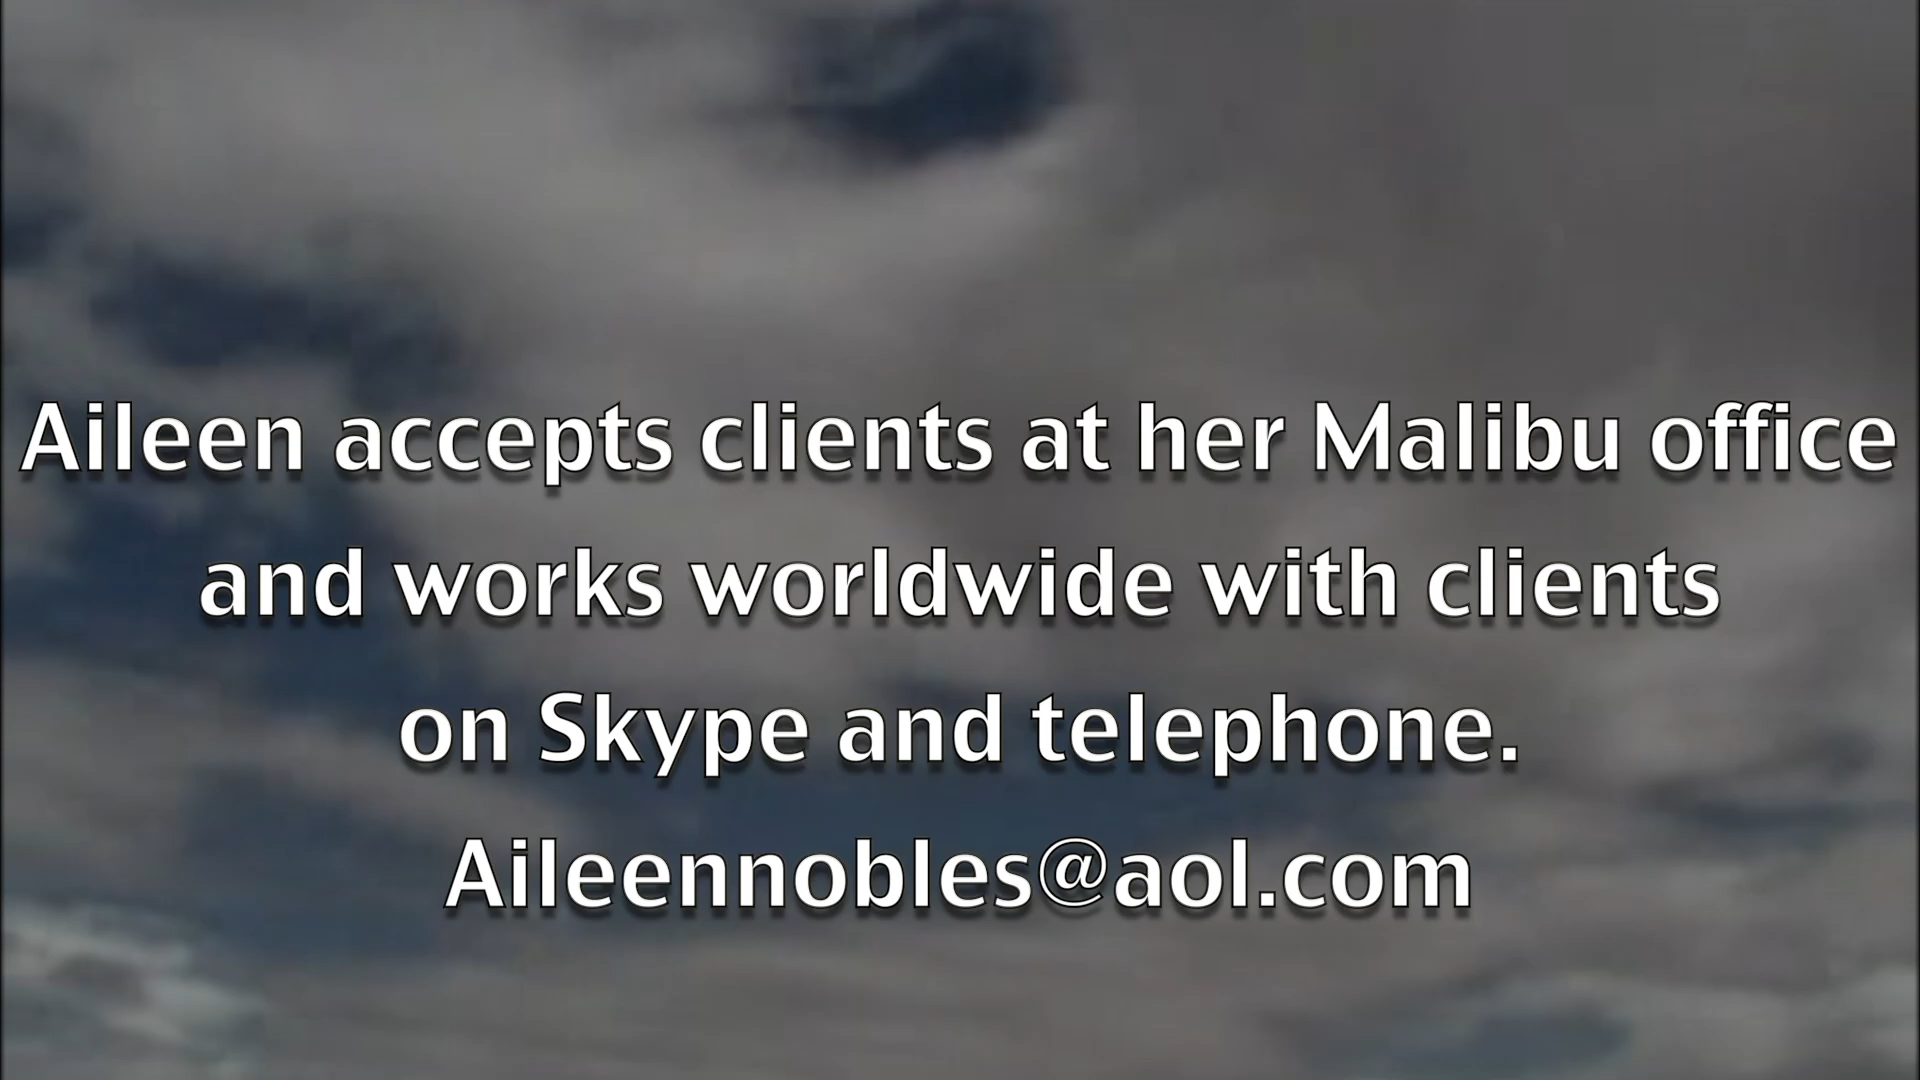 Aileen accepts clients at her Malibu office
and works worldwide with clients
on Skype and telephone.
Aileennobles@aol.com